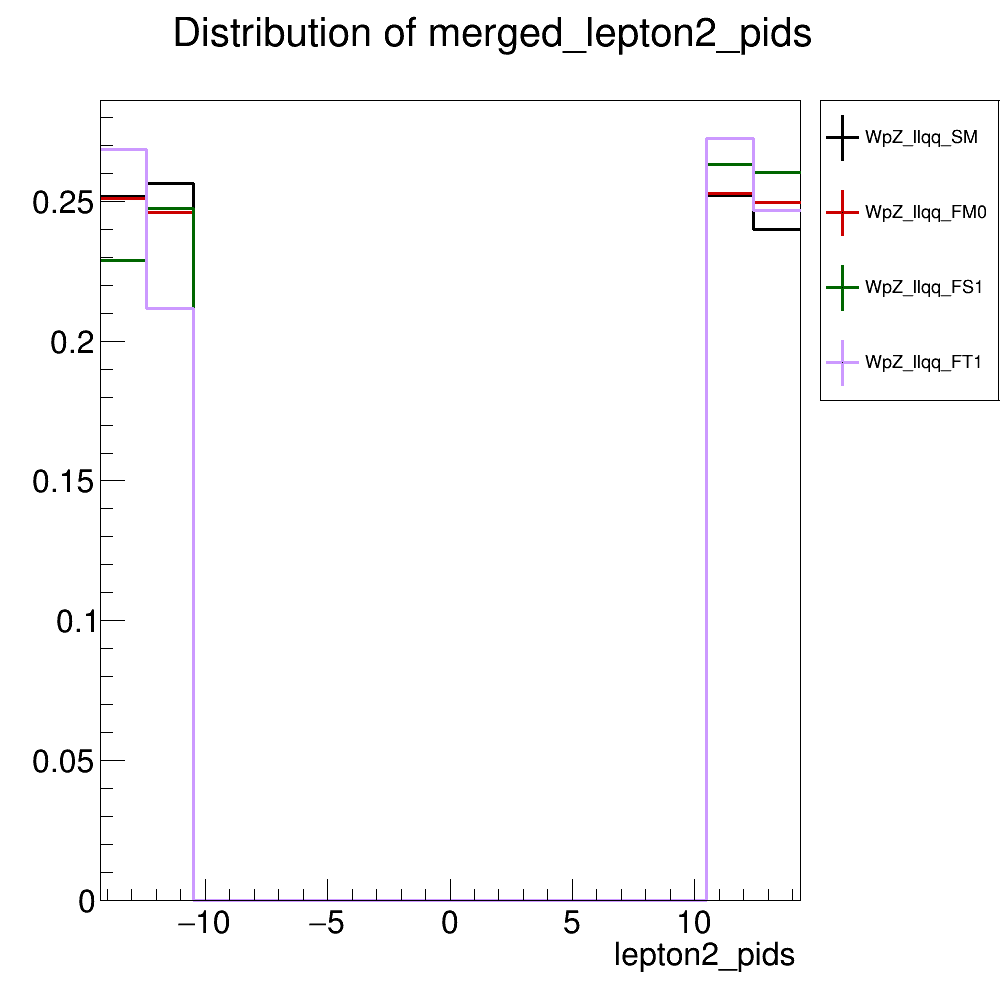 Distribution of merged_lepton2_pids
0.25
0.2
0.15
0.1
0.05
0
−10
−5
0
5
10
lepton2_pids
WpZ_llqq_SM
WpZ_llqq_FM0
WpZ_llqq_FS1
WpZ_llqq_FT1